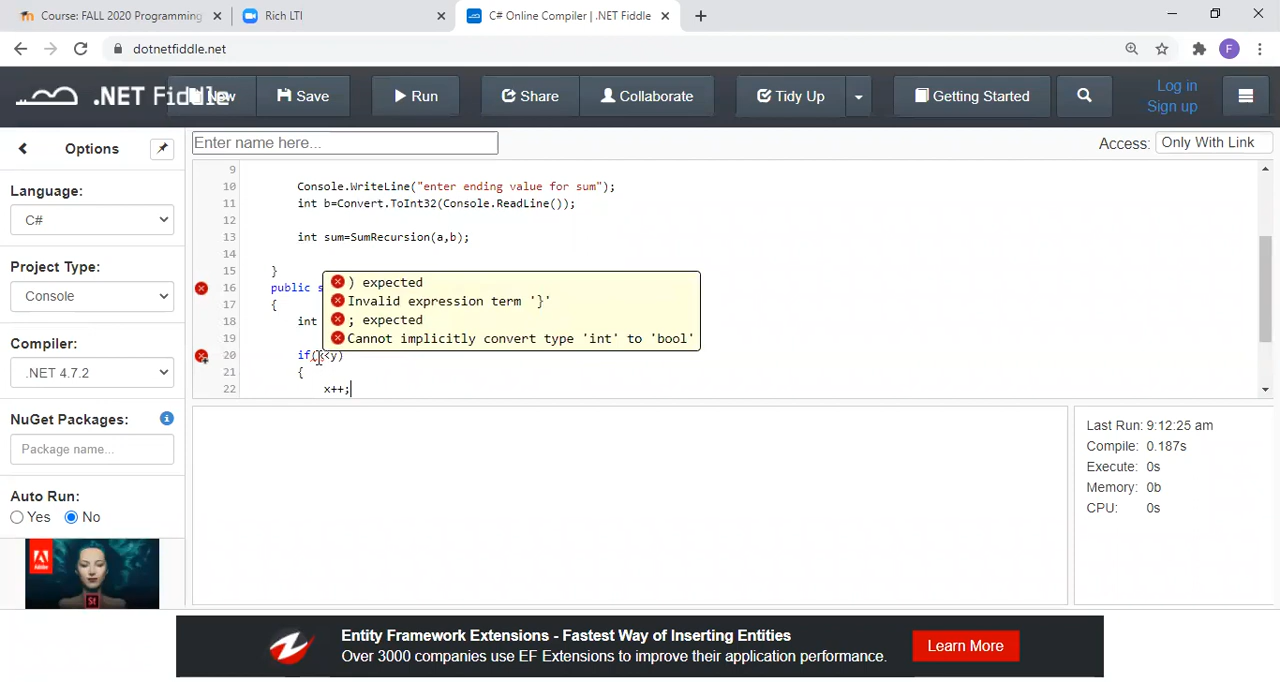 Course: FALL 2020 Programming
Rich LTI
C# Online Compiler | .NET Fiddle
dotnetfiddle.net
F
.NET Fiddle
New
Save
Run
Share
Collaborate
Tidy Up
Getting Started
Log in
Sign up
Options
Enter name here...
Access:
Only With Link
Language:
C#
Project Type:
Console
Compiler:
.NET 4.7.2
NuGet Packages:
Package name...
Auto Run:
Yes
No
9
10 Console.WriteLine("enter ending value for sum");
11 int b=Convert.ToInt32(Console.ReadLine());
12
13 int sum=SumRecursion(a,b);
14
15 }
16 public s
17 {
18 int
19
20 if(<y)
21 {
22 x++;
) expected
Invalid expression term '}'
; expected
Cannot implicitly convert type 'int' to 'bool'
Last Run: 9:12:25 am
Compile: 0.187s
Execute: 0s
Memory: 0b
CPU: 0s
Adobe
St
Entity Framework Extensions - Fastest Way of Inserting Entities
Over 3000 companies use EF Extensions to improve their application performance.
Learn More